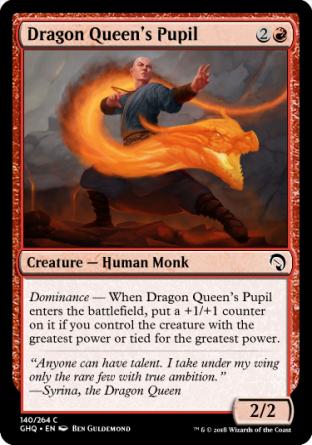 Dragon Queen's Pupil 2
Creature — Human Monk
Dominance — When Dragon Queen's Pupil
enters the battlefield, put a +1/+1 counter
on it if you control the creature with the
greatest power or tied for the greatest power.
“Anyone can have talent. I take under my wing
only the rare few with true ambition.”
—Syrina, the Dragon Queen
2/2
140/264 C
GHQ • EN Ben Guldemond
™ & © 2018 Wizards of the Coast